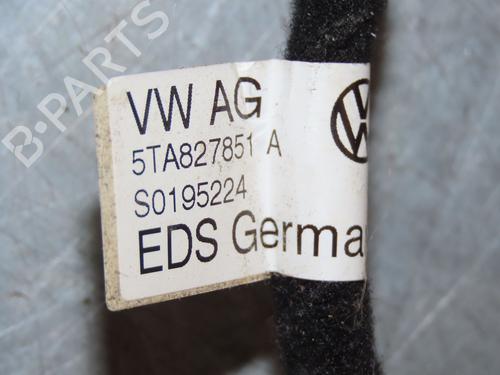 B-PARTS
VW AG
5TA827851 A
S0195224
EDS Germa